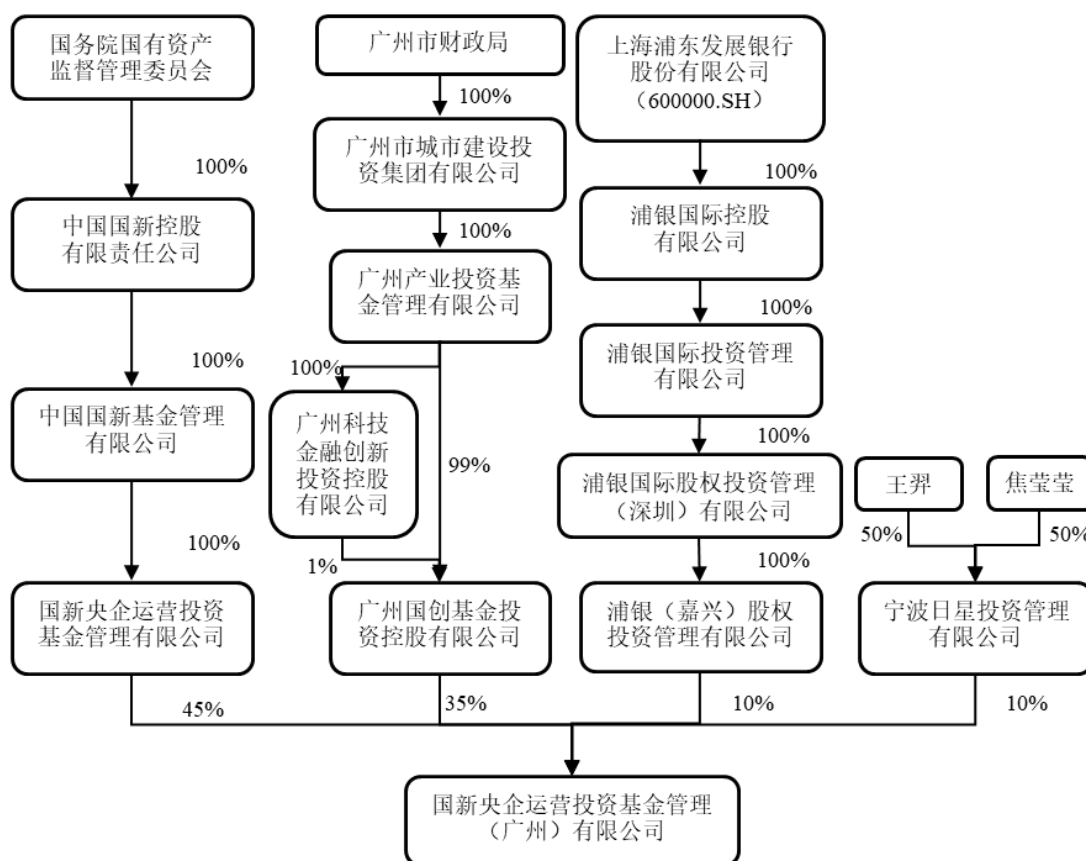 国务院国有资产
监督管理委员会
广州市财政局
上海浦东发展银行
股份有限公司
（600000.SH）
100%
广州市城市建设投
资集团有限公司
100%
100%
中国国新控股
有限责任公司
浦银国际控股
有限公司
100%
广州产业投资基
金管理有限公司
100%
浦银国际投资管理
有限公司
100%
100%
中国国新基金管理
有限公司
广州科技
金融创新
投资控股
有限公司
99%
100%
浦银国际股权投资管理
（深圳）有限公司
王羿
焦莹莹
100%
1%
100%
50%
50%
国新央企运营投资
基金管理有限公司
广州国创基金投
资控股有限公司
浦银（嘉兴）股权
投资管理有限公司
宁波日星投资管理
有限公司
45%
35%
10%
10%
国新央企运营投资基金管理
（广州）有限公司